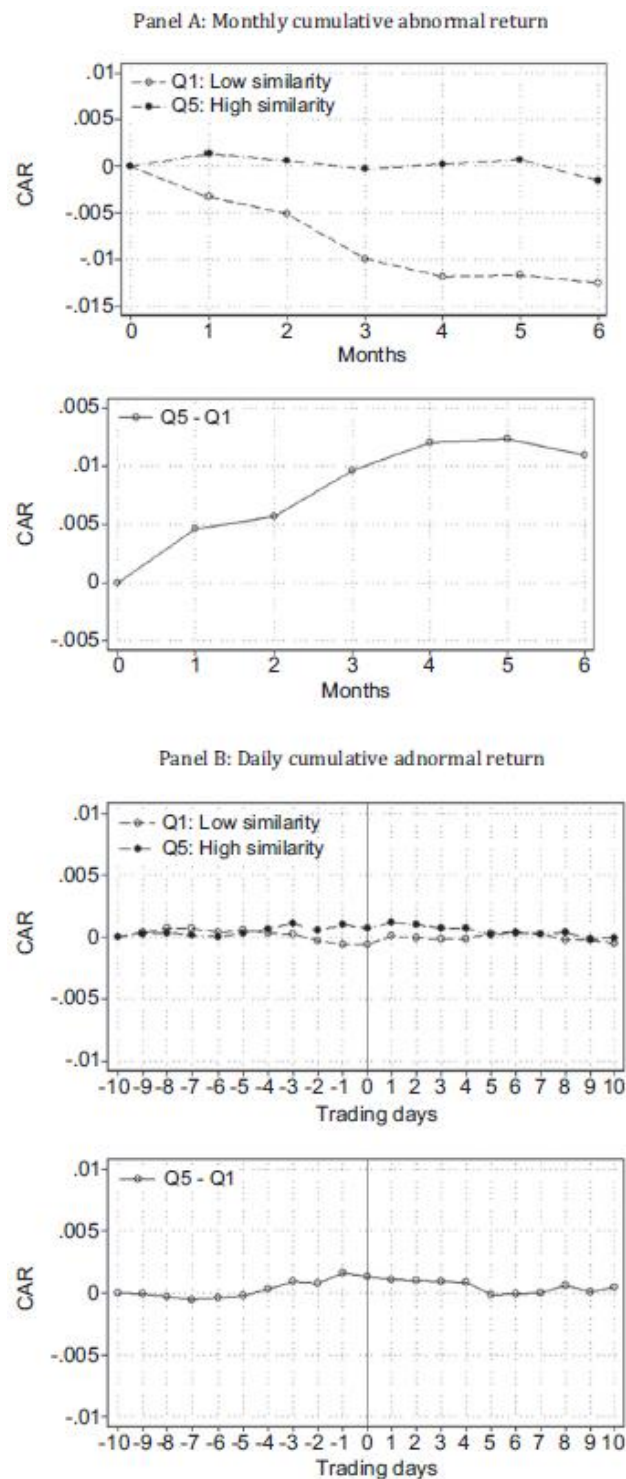 Panel A: Monthly cumulative abnormal return
.01
Q1: Low similarity
.005
Q5: High similarity
0
CAR
-.005
-.01
-.015
0 1 2 3 4 5 6
Months
.005
Q5 - Q1
.01
CAR
.005
0
-.005
0 1 2 3 4 5 6
Months
Panel B: Daily cumulative adnormal return
.01
Q1: Low similarity
Q5: High similarity
.005
CAR
0
-.005
-.01
-10 -9 -8 -7 -6 -5 -4 -3 -2 -1 0 1 2 3 4 5 6 7 8 9 10
Trading days
.01
Q5 - Q1
.005
CAR
0
-.005
-.01
-10 -9 -8 -7 -6 -5 -4 -3 -2 -1 0 1 2 3 4 5 6 7 8 9 10
Trading days